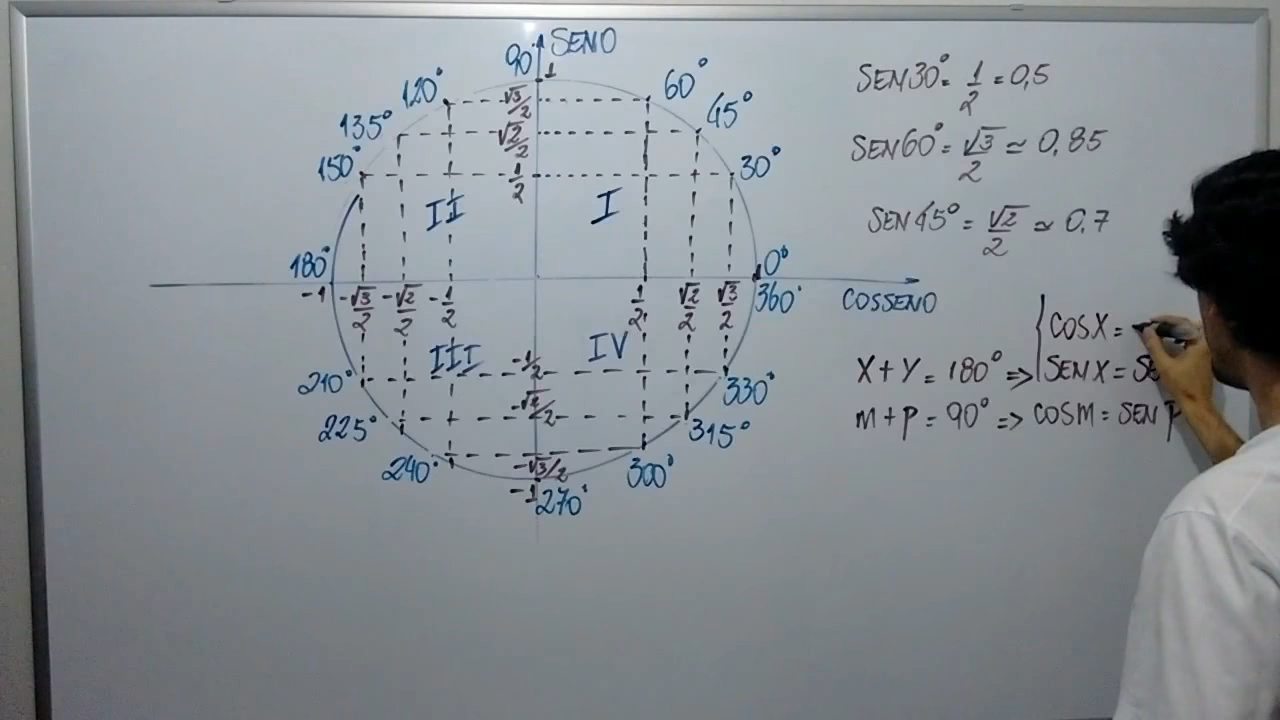 SENO
90°
1
120°
√3/2
60°
135°
√2/2
45°
150°
1/2
30°
II
I
180°
0°
-1
-√3/2
-√2/2
-1/2
1/2
√2/2
√3/2
360°
COSSENO
III
IV
-1/2
210°
330°
-√2/2
225°
315°
240°
-√3/2
300°
-1
270°
SEN30° = 1/2 = 0,5
SEN60° = √3/2 ≃ 0,85
SEN45° = √2/2 ≃ 0,7
COSX =
X+Y = 180° => SENX = SE
M+P = 90° => COSM = SEN P